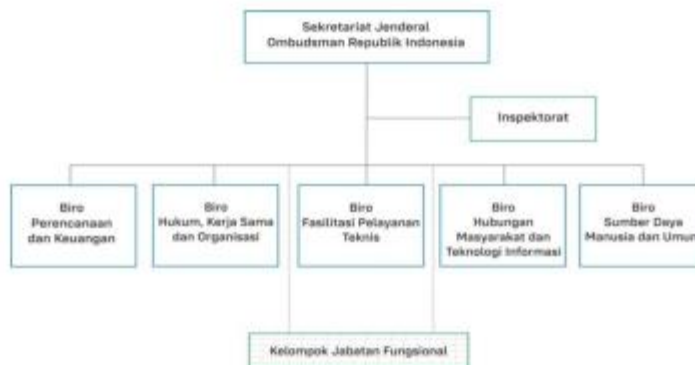 Sekretariat Jenderal
Ombudsman Republik Indonesia
Inspektorat
Biro
Perencanaan
dan Keuangan
Biro
Hukum, Kerja Sama
dan Organisasi
Biro
Fasilitasi Pelayanan
Teknis
Biro
Hubungan
Masyarakat dan
Teknologi Informasi
Biro
Sumber Daya
Manusia dan Umum
Kelompok Jabatan Fungsional